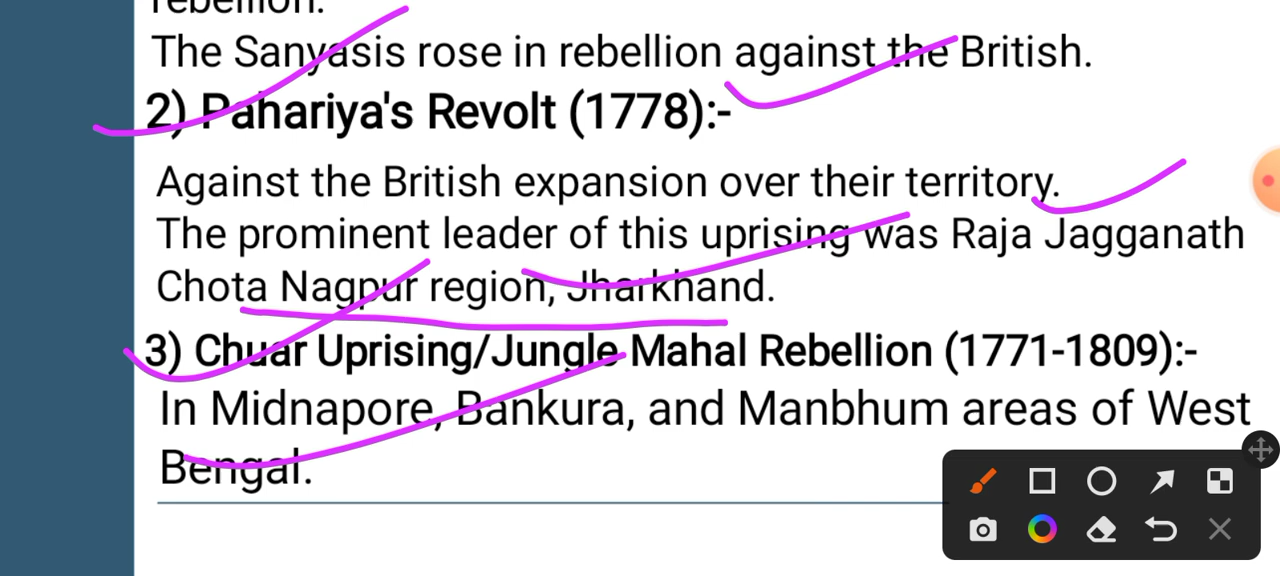 rebellion.
The Sanyasis rose in rebellion against the British.
2) Pahariya's Revolt (1778):-
Against the British expansion over their territory.
The prominent leader of this uprising was Raja Jagganath
Chota Nagpur region, Jharkhand.
3) Chuar Uprising/Jungle Mahal Rebellion (1771-1809):-
In Midnapore, Bankura, and Manbhum areas of West
Bengal.